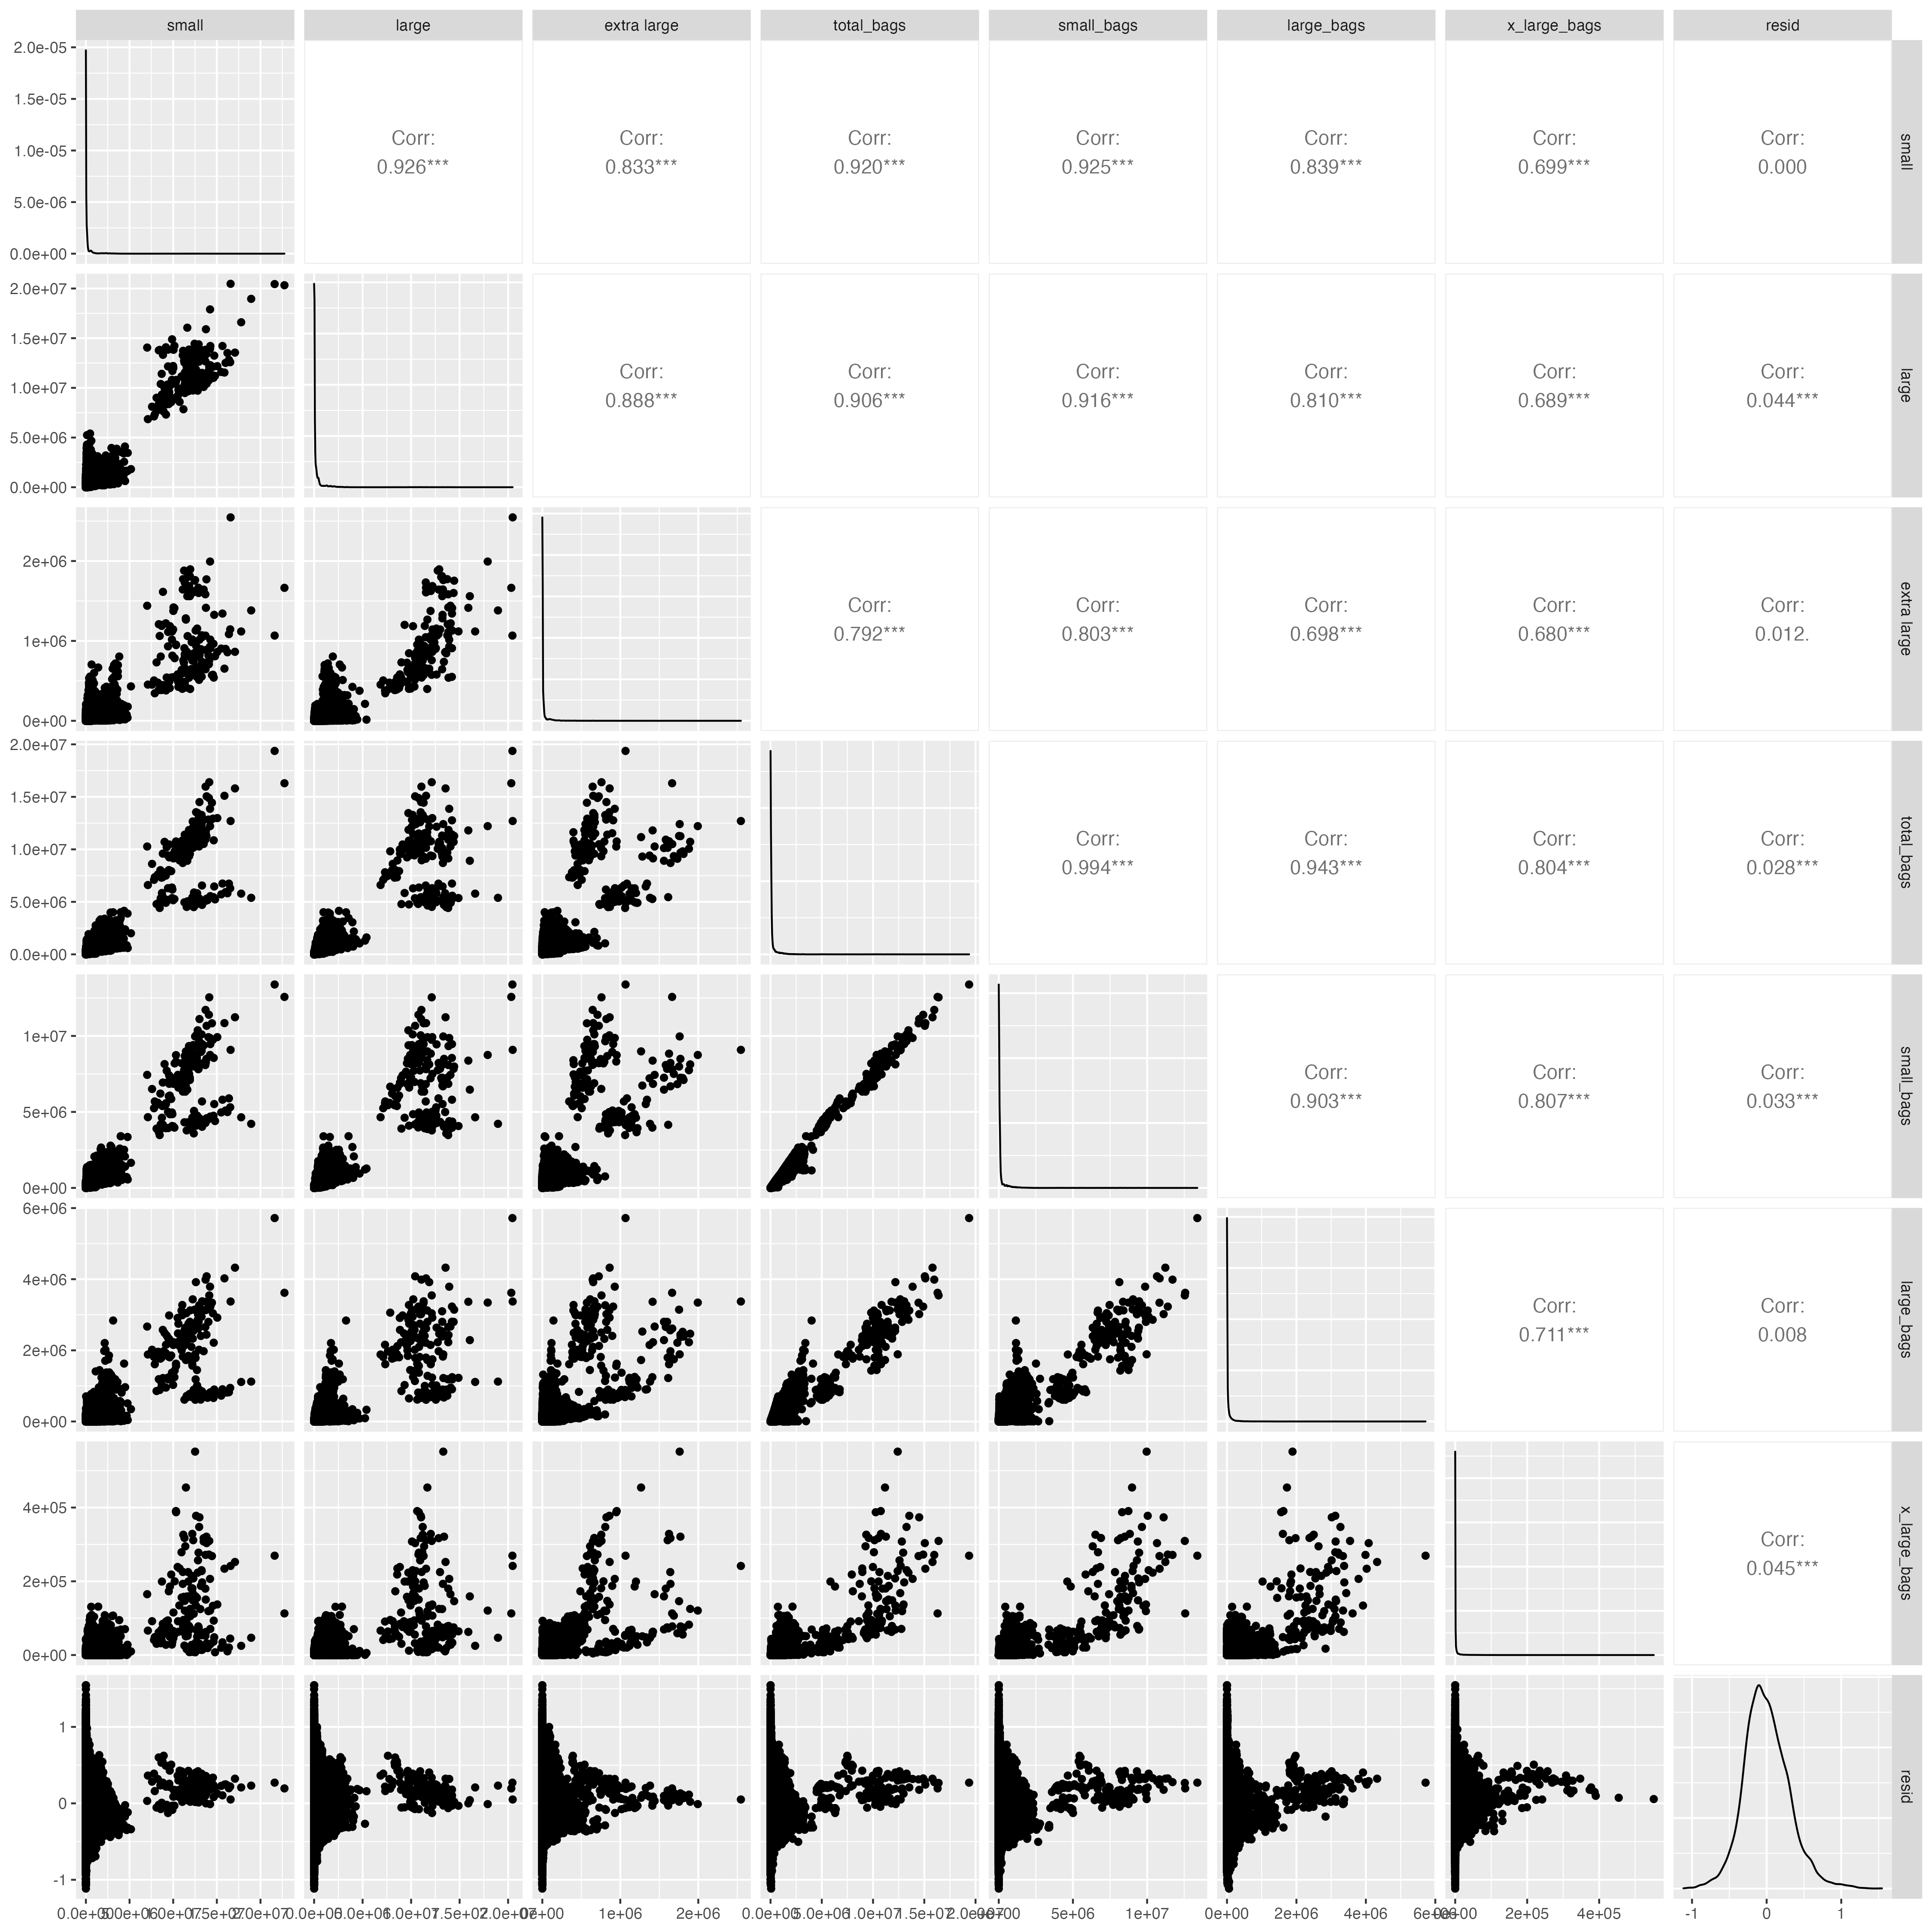 small large extra large total_bags small_bags large_bags x_large_bags resid
2.0e-05
1.5e-05
1.0e-05
5.0e-06
0.0e+00
Corr: Corr: Corr: Corr: Corr: Corr: Corr:
0.926*** 0.833*** 0.920*** 0.925*** 0.839*** 0.699*** 0.000
small
2.0e+07
1.5e+07
1.0e+07
5.0e+06
0.0e+00
Corr: Corr: Corr: Corr: Corr: Corr:
0.888*** 0.906*** 0.916*** 0.810*** 0.689*** 0.044***
large
2e+06
1e+06
0e+00
Corr: Corr: Corr: Corr: Corr:
0.792*** 0.803*** 0.698*** 0.680*** 0.012.
extra large
2.0e+07
1.5e+07
1.0e+07
5.0e+06
0.0e+00
Corr: Corr: Corr: Corr:
0.994*** 0.943*** 0.804*** 0.028***
total_bags
1e+07
5e+06
0e+00
Corr: Corr: Corr:
0.903*** 0.807*** 0.033***
small_bags
6e+06
4e+06
2e+06
0e+00
Corr: Corr:
0.711*** 0.008
large_bags
4e+05
2e+05
0e+00
Corr:
0.045***
x_large_bags
1
0
-1
resid
1e+06 2e+06 5e+06 1e+07 0e+00 2e+06 4e+06 2e+05 4e+05 -1 0 1